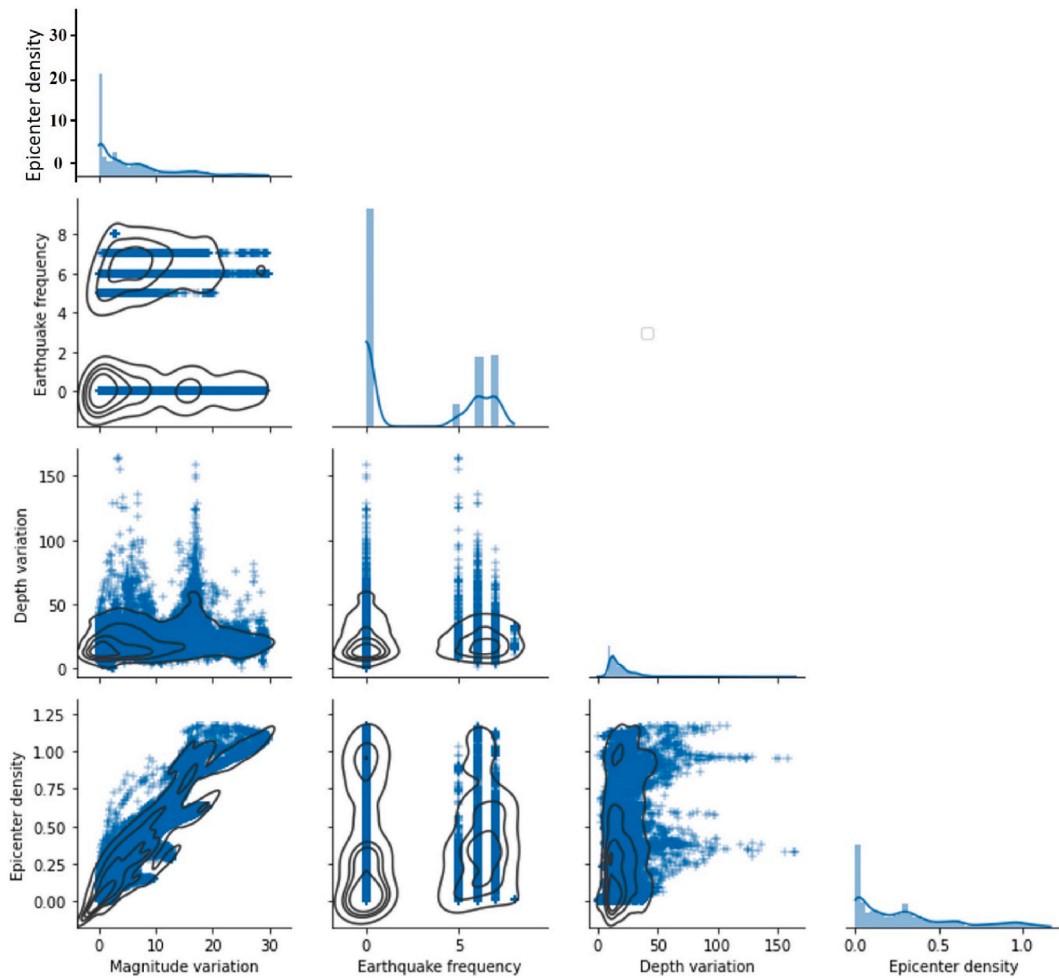 30
20
10
0
Epicenter density
8
6
4
2
0
Earthquake frequency
150
100
50
0
Depth variation
1.25
1.00
0.75
0.50
0.25
0.00
Epicenter density
0 10 20 30
0 5
0 50 100 150
0.0 0.5 1.0
Magnitude variation
Earthquake frequency
Depth variation
Epicenter density